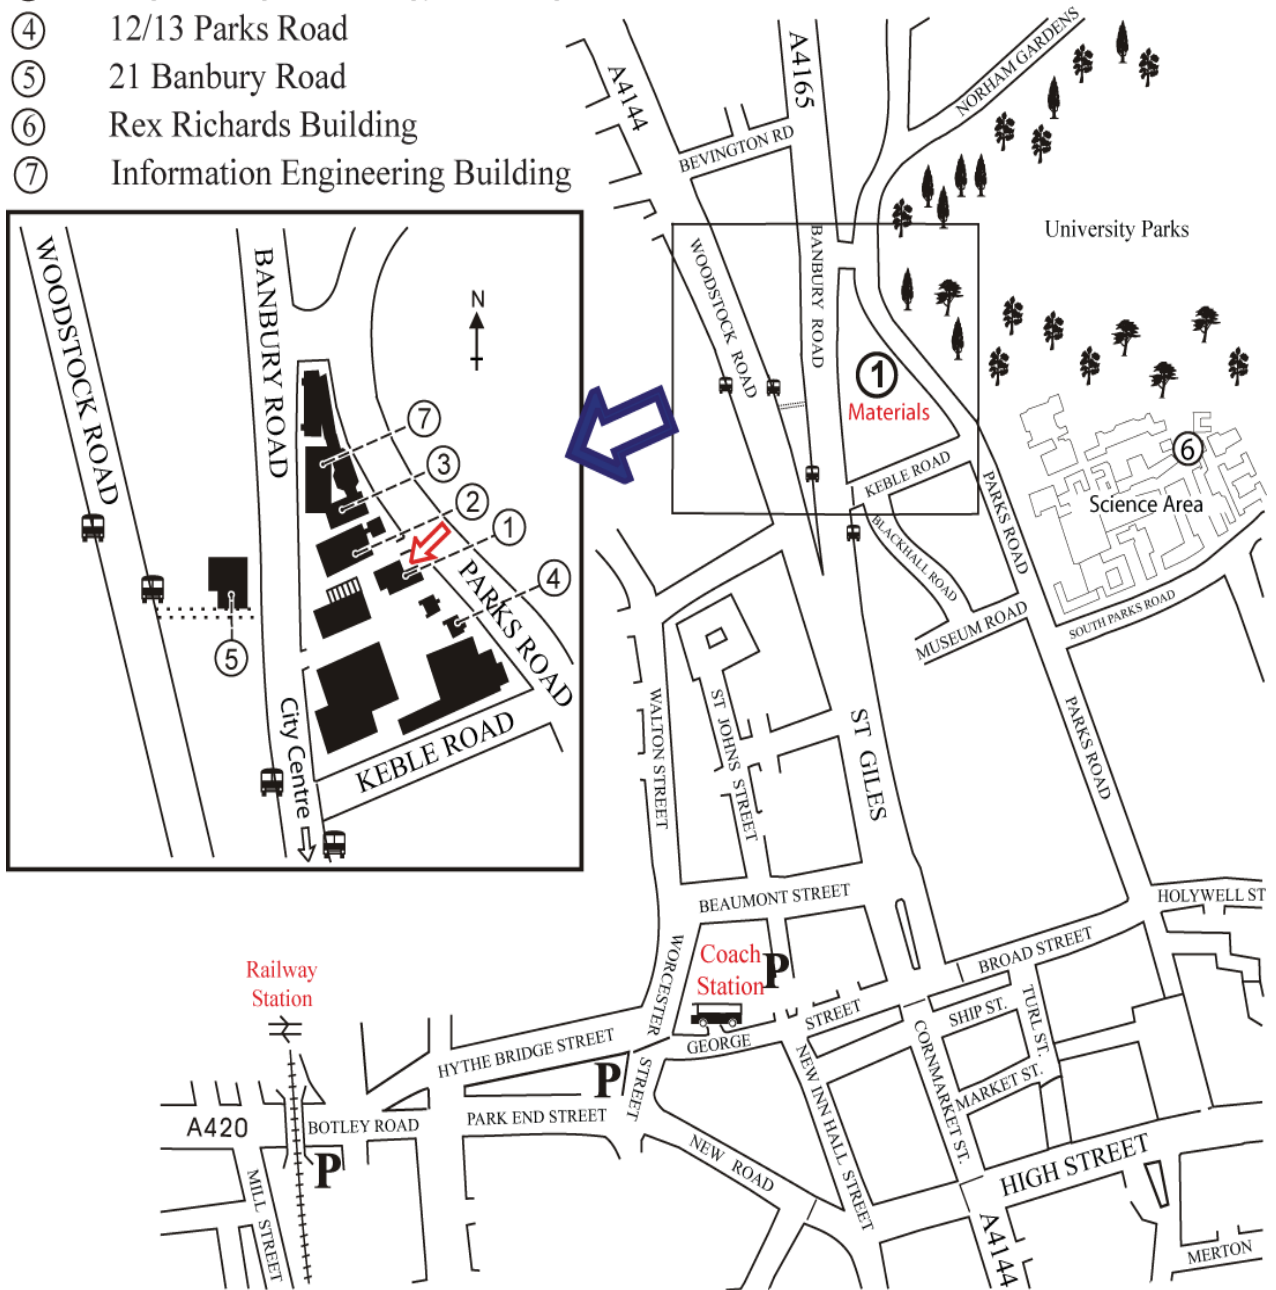 ④ 12/13 Parks Road
⑤ 21 Banbury Road
⑥ Rex Richards Building
⑦ Information Engineering Building
WOODSTOCK ROAD
BANBURY ROAD
N
⑦
③
②
①
④
⑤
PARKS ROAD
KEBLE ROAD
City Centre
A4144
A4165
NORHAM GARDENS
BEVINGTON RD
University Parks
WOODSTOCK ROAD
BANBURY ROAD
①
Materials
⑥
Science Area
KEBLE ROAD
PARKS ROAD
BLACKHALL ROAD
MUSEUM ROAD
SOUTH PARKS ROAD
WALTON STREET
ST JOHNS STREET
ST GILES
PARKS ROAD
BEAUMONT STREET
HOLYWELL ST
BROAD STREET
Coach
Station
P
WORCESTER
STREET
Railway
Station
HYTHE BRIDGE STREET
GEORGE
STREET
SHIP ST.
TURL ST.
CORNMARKET ST.
MARKET ST.
NEW INN HALL STREET
P
PARK END STREET
A420
BOTLEY ROAD
P
MILL STREET
NEW ROAD
HIGH STREET
A4144
MERTON